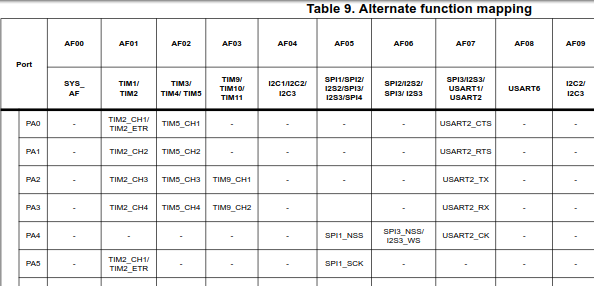 Table 9. Alternate function mapping
Port AF00 AF01 AF02 AF03 AF04 AF05 AF06 AF07 AF08 AF09
SYS_ AF TIM1/ TIM2 TIM3/ TIM4/ TIM5 TIM9/ TIM10/ TIM11 I2C1/I2C2/ I2C3 SPI1/SPI2/ I2S2/SPI3/ I2S3/SPI4 SPI2/I2S2/ SPI3/ I2S3 SPI3/I2S3/ USART1/ USART2 USART6 I2C2/ I2C3
PA0 - TIM2_CH1/ TIM2_ETR TIM5_CH1 - - - - USART2_CTS - -
PA1 - TIM2_CH2 TIM5_CH2 - - - - USART2_RTS - -
PA2 - TIM2_CH3 TIM5_CH3 TIM9_CH1 - - - USART2_TX - -
PA3 - TIM2_CH4 TIM5_CH4 TIM9_CH2 - - - USART2_RX - -
PA4 - - - - - SPI1_NSS SPI3_NSS/ I2S3_WS USART2_CK - -
PA5 - TIM2_CH1/ TIM2_ETR - - - SPI1_SCK - - - -